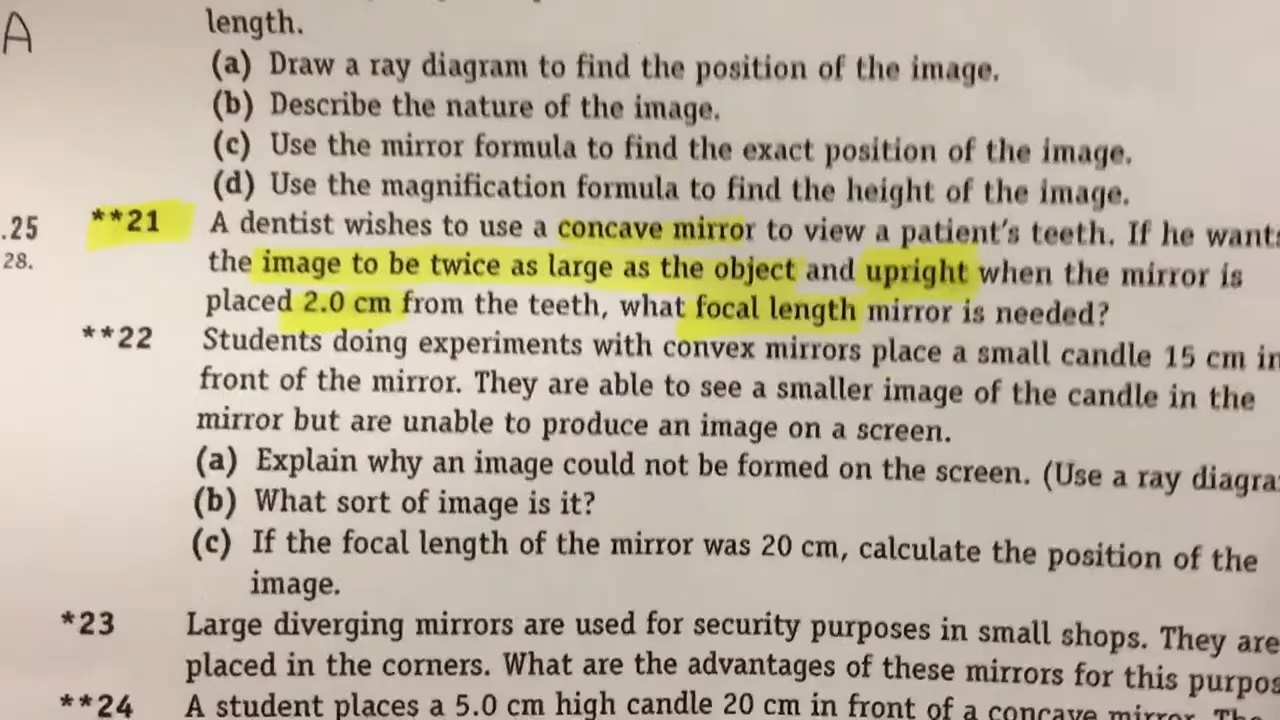 A
length.
(a) Draw a ray diagram to find the position of the image.
(b) Describe the nature of the image.
(c) Use the mirror formula to find the exact position of the image.
(d) Use the magnification formula to find the height of the image.
.25 **21 A dentist wishes to use a concave mirror to view a patient's teeth. If he want
28. the image to be twice as large as the object and upright when the mirror is
placed 2.0 cm from the teeth, what focal length mirror is needed?
**22 Students doing experiments with convex mirrors place a small candle 15 cm in
front of the mirror. They are able to see a smaller image of the candle in the
mirror but are unable to produce an image on a screen.
(a) Explain why an image could not be formed on the screen. (Use a ray diagra
(b) What sort of image is it?
(c) If the focal length of the mirror was 20 cm, calculate the position of the
image.
*23 Large diverging mirrors are used for security purposes in small shops. They are
placed in the corners. What are the advantages of these mirrors for this purpos
**24 A student places a 5.0 cm high candle 20 cm in front of a concave mirror. The